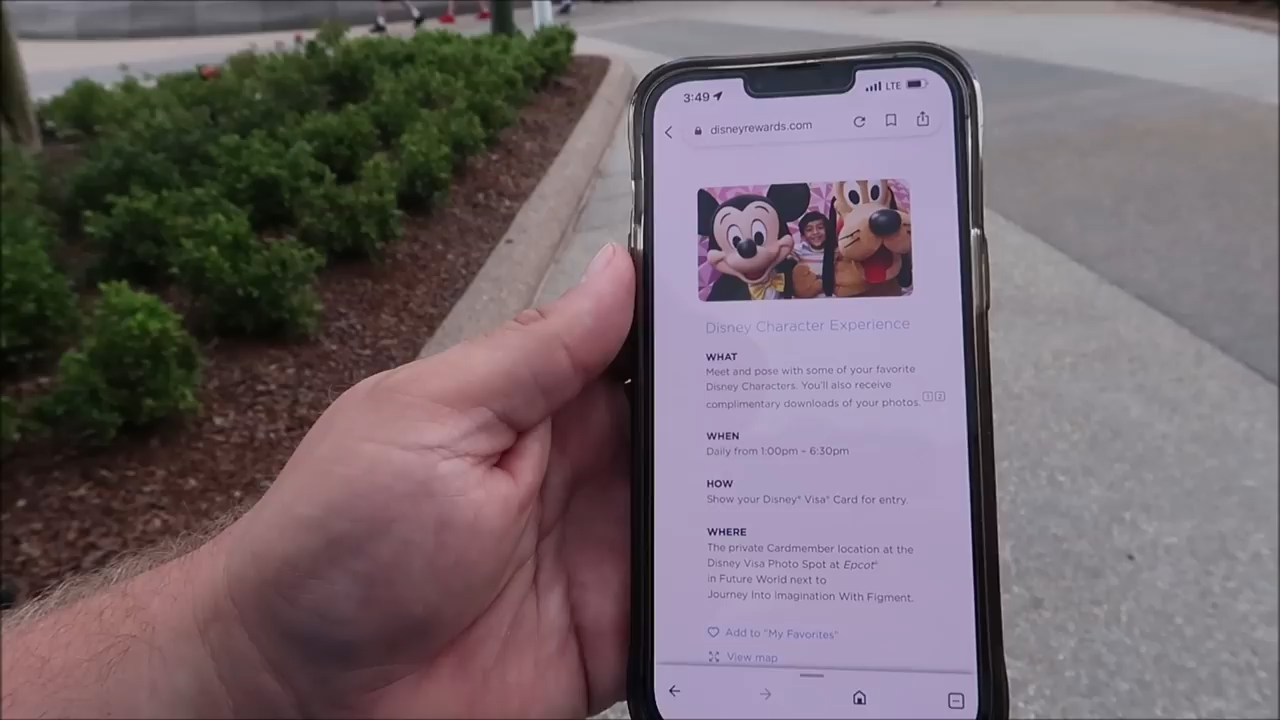 3:49
LTE
disneyrewards.com
Disney Character Experience
WHAT
Meet and pose with some of your favorite
Disney Characters. You'll also receive
complimentary downloads of your photos. 1 2
WHEN
Daily from 1:00pm – 6:30pm
HOW
Show your Disney® Visa® Card for entry.
WHERE
The private Cardmember location at the
Disney Visa Photo Spot at Epcot®
in Future World next to
Journey Into Imagination With Figment.
Add to "My Favorites"
View map